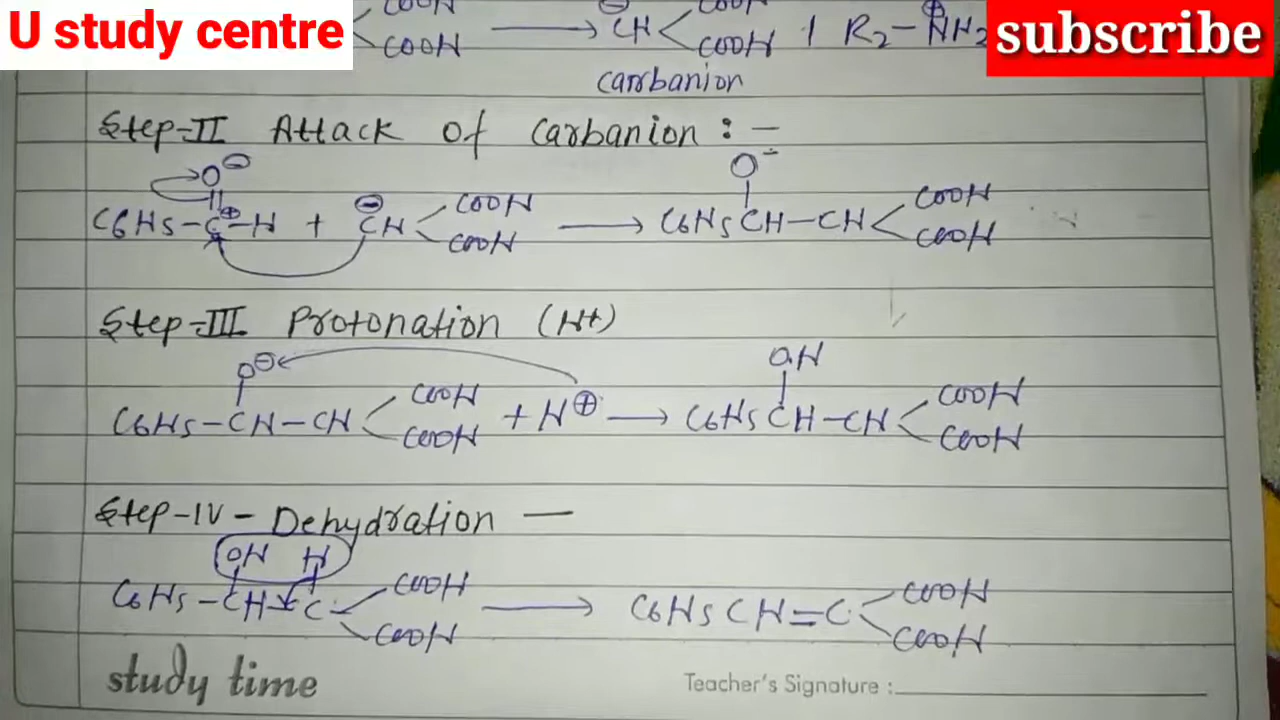 U study centre
subscribe
COOH COOH
COOH ⟶ ⊖CH COOH + R2–⊕NH2
carbanion
Step-II Attack of Carbanion : –
O⊖ O⁻
C6H5–C⊕–H + ⊖CH COOH COOH ⟶ C6H5CH–CH COOH COOH
Step-III Protonation (H+)
O⊖ OH
C6H5–CH–CH COOH COOH + H⊕ ⟶ C6H5CH–CH COOH COOH
Step-IV – Dehydration —
OH H
C6H5–CH–C COOH COOH ⟶ C6H5CH=C COOH COOH
study time
Teacher's Signature :